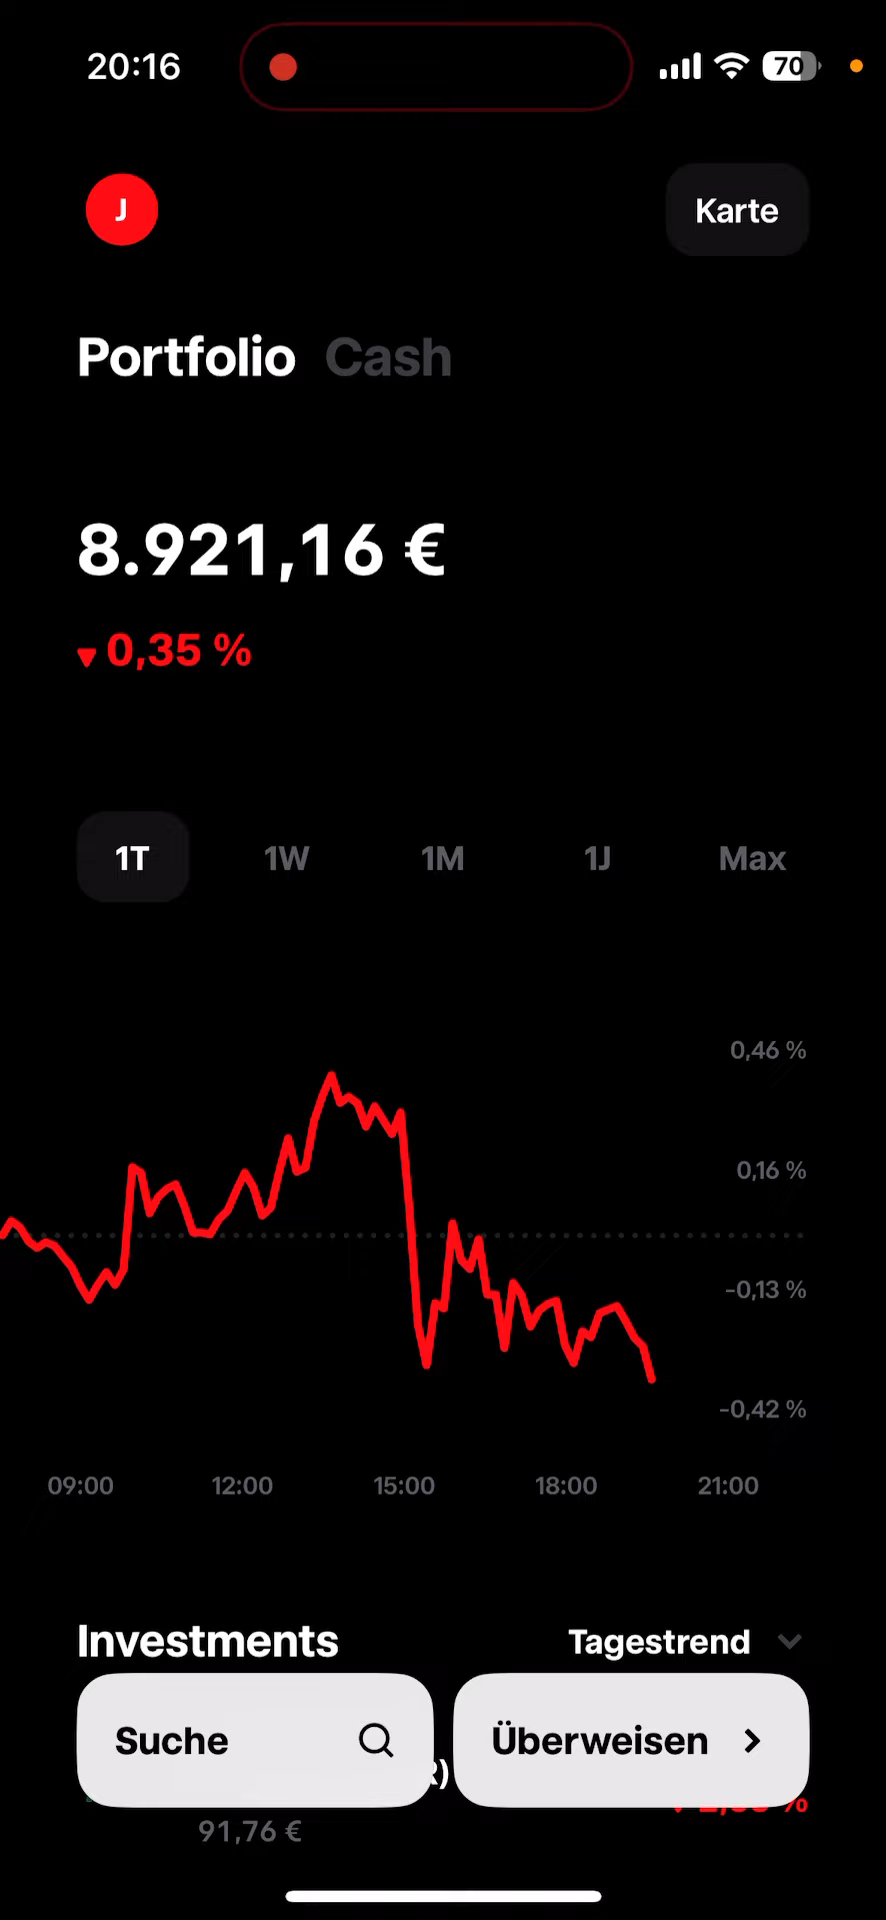 20:16
70
J
Karte
Portfolio Cash
8.921,16 €
0,35 %
1T 1W 1M 1J Max
0,46 %
0,16 %
-0,13 %
-0,42 %
09:00 12:00 15:00 18:00 21:00
Investments Tagestrend
Suche Überweisen
91,76 €